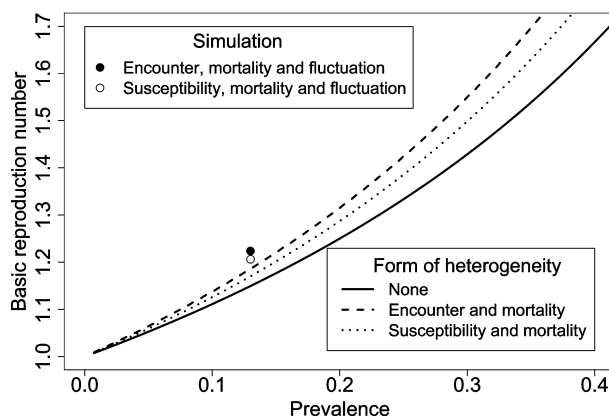 Simulation
Encounter, mortality and fluctuation
Susceptibility, mortality and fluctuation
Basic reproduction number
1.7
1.6
1.5
1.4
1.3
1.2
1.1
1.0
Form of heterogeneity
None
Encounter and mortality
Susceptibility and mortality
0.0
0.1
0.2
0.3
0.4
Prevalence